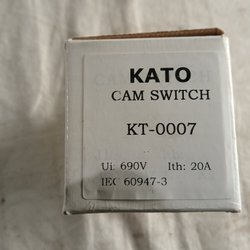 KATO
CAM SWITCH
KT-0007
Ui: 690V Ith: 20A
IEC 60947-3